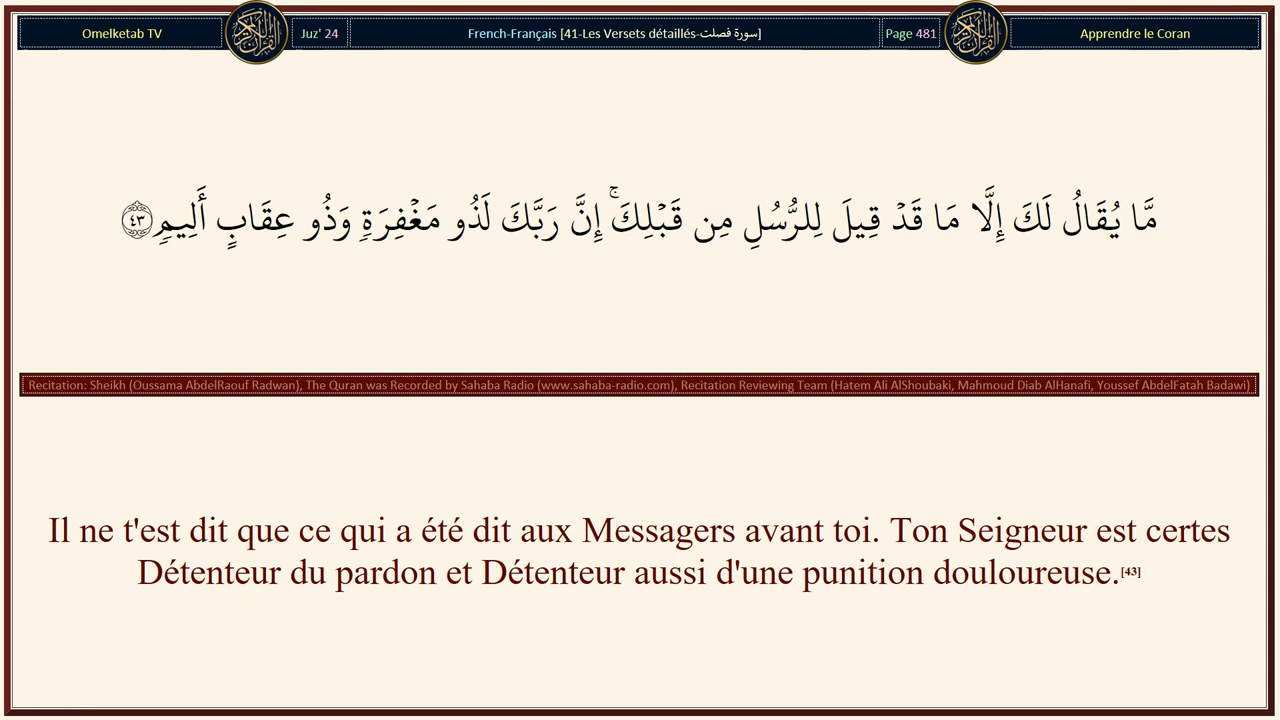 Omelketab TV
Juz' 24
French-Français [41-Les Versets détaillés-سورة فصلت]
Page 481
Apprendre le Coran
مَّا يُقَالُ لَكَ إِلَّا مَا قَدۡ قِيلَ لِلرُّسُلِ مِن قَبۡلِكَۚ إِنَّ رَبَّكَ لَذُو مَغۡفِرَةٖ وَذُو عِقَابٍ أَلِيمٖ ٤٣
Recitation: Sheikh (Oussama AbdelRaouf Radwan), The Quran was Recorded by Sahaba Radio (www.sahaba-radio.com), Recitation Reviewing Team (Hatem Ali AlShoubaki, Mahmoud Diab AlHanafi, Youssef AbdelFatah Badawi)
Il ne t'est dit que ce qui a été dit aux Messagers avant toi. Ton Seigneur est certes
Détenteur du pardon et Détenteur aussi d'une punition douloureuse.[43]